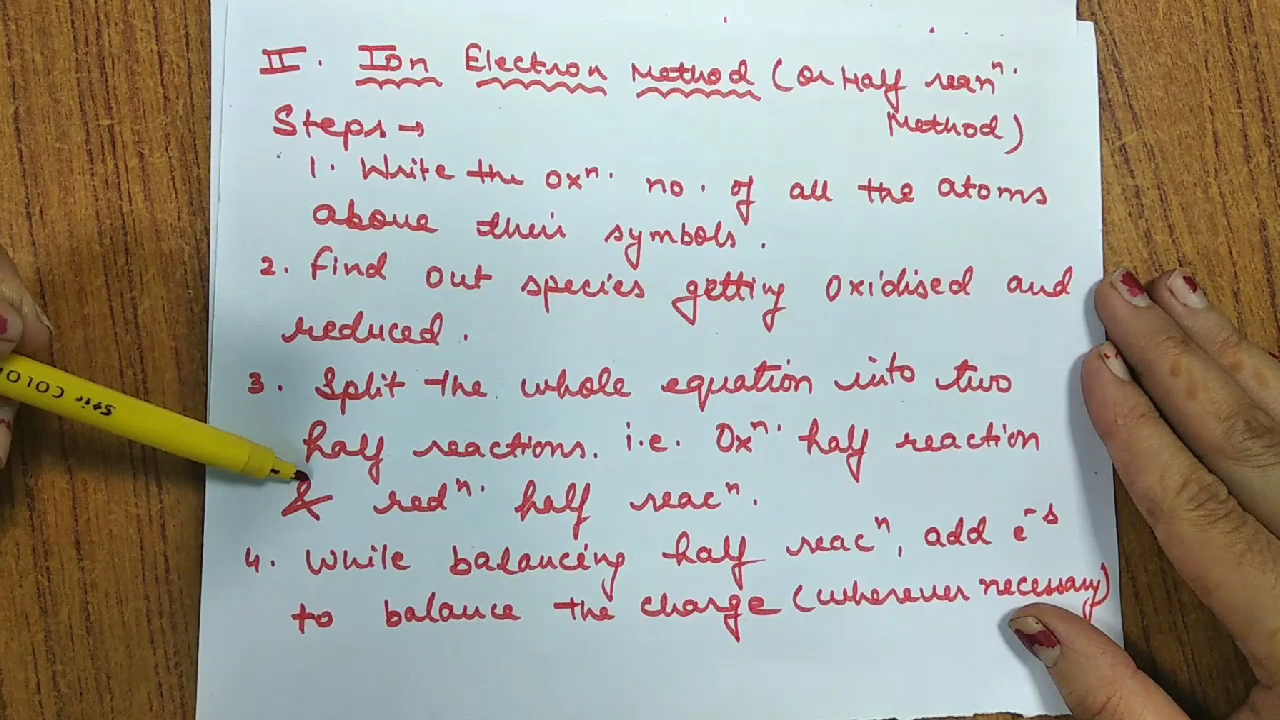 II. Ion Electron Method (or Half reanⁿ.
Method)
Steps →
1. Write the oxⁿ. no. of all the atoms
above their symbols.
2. Find out species getting oxidised and
reduced.
3. Split the whole equation into two
half reactions. i.e. Oxⁿ. half reaction
& redⁿ. half reacⁿ.
4. While balancing half reacⁿ, add e⁻s
to balance the charge (wherever necessary)